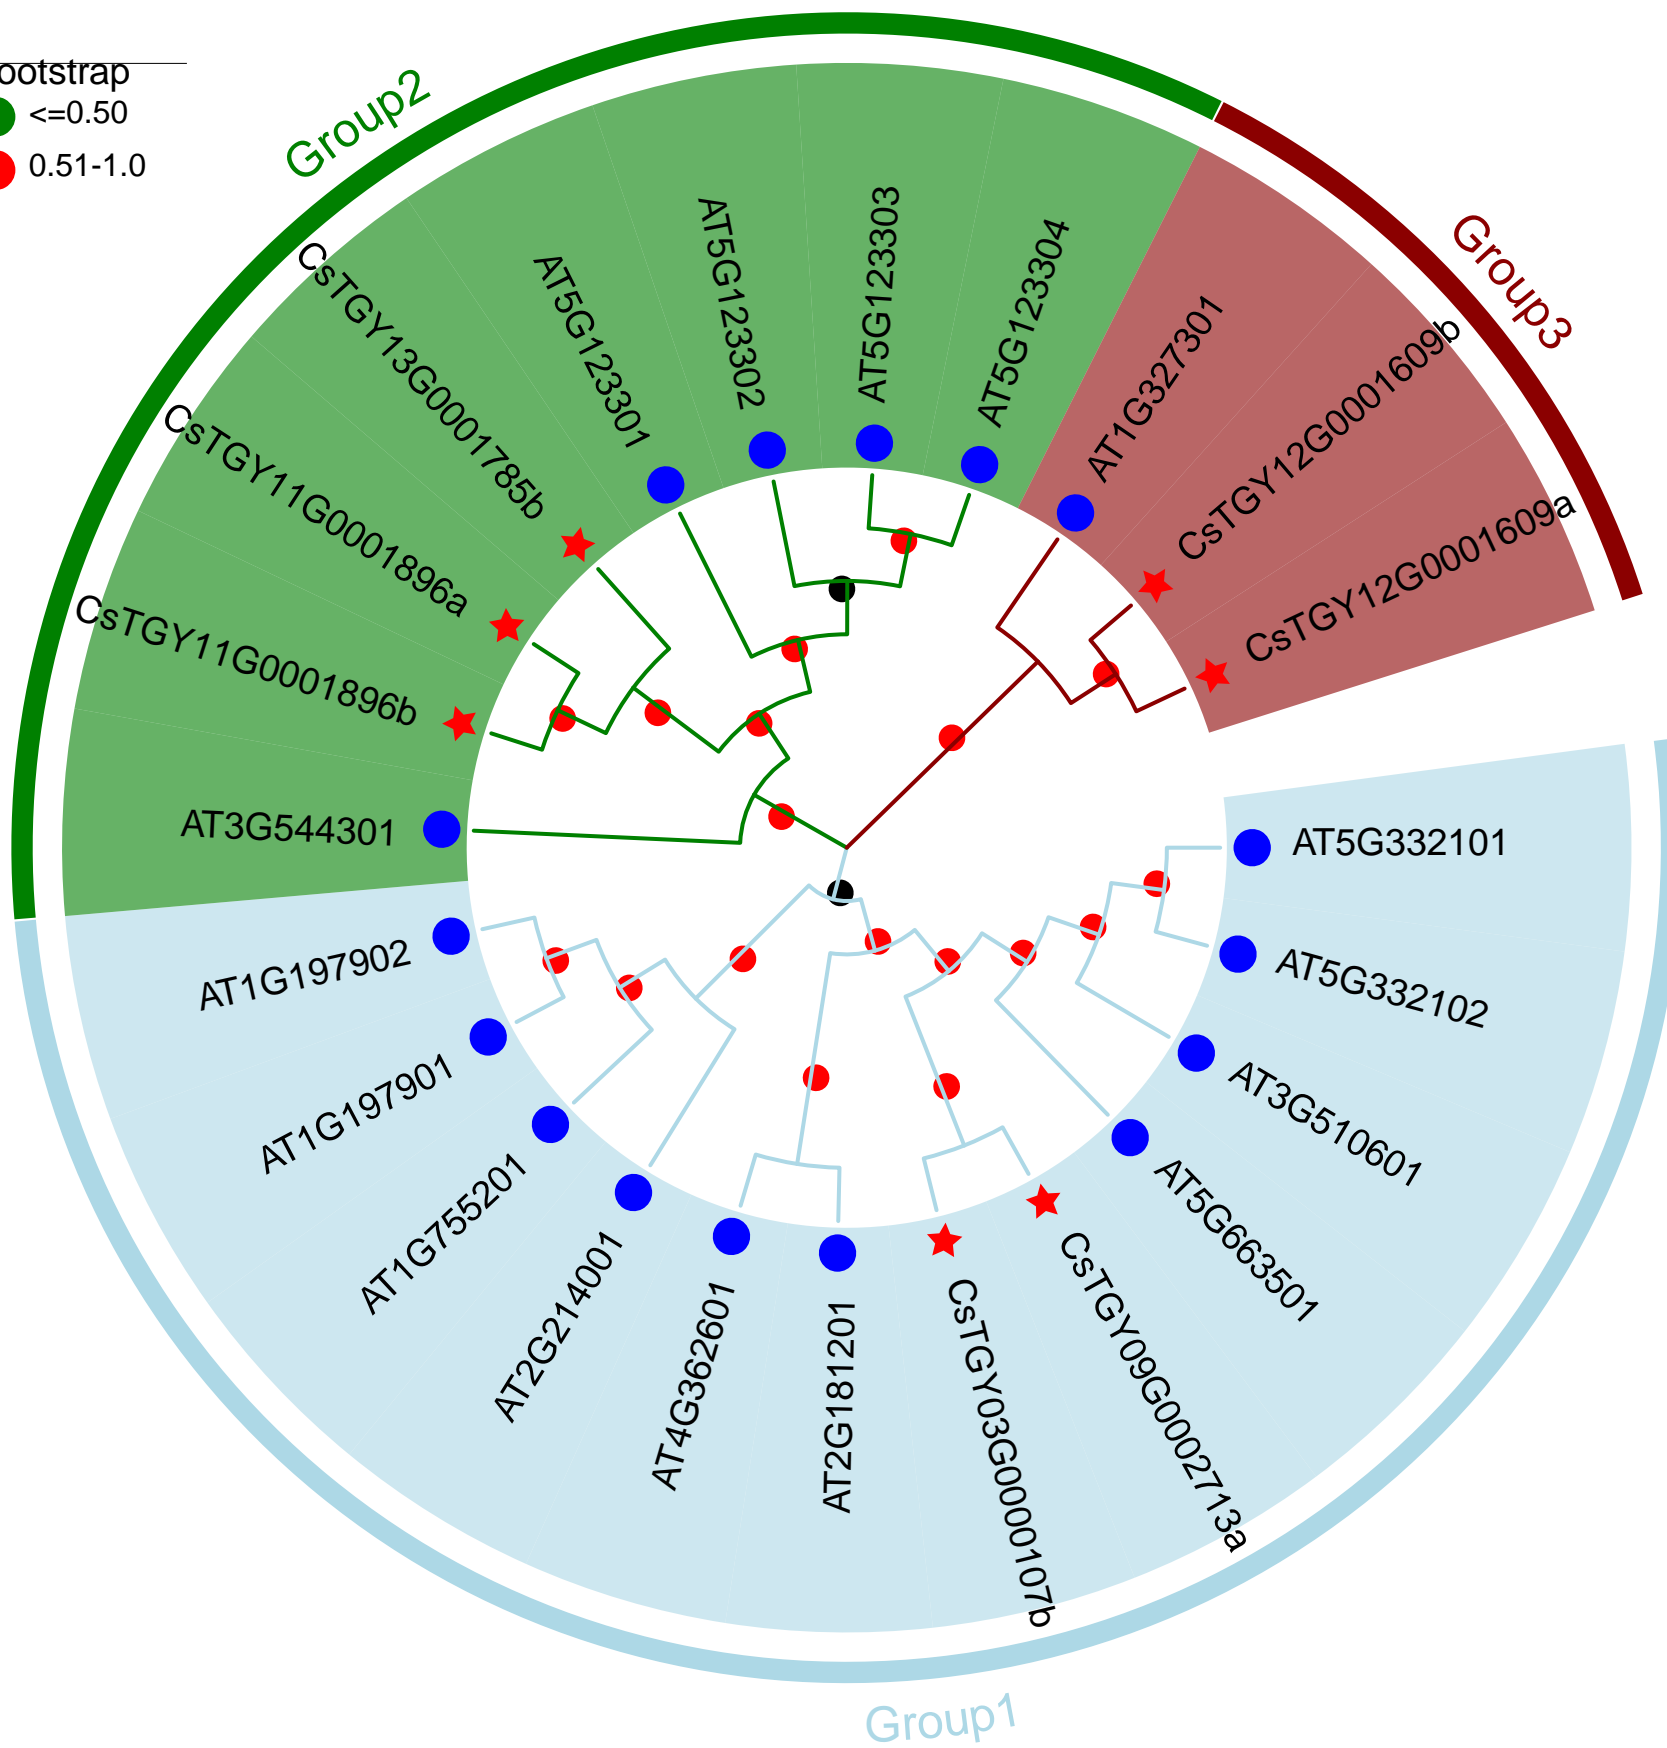 ootstrap
<=0.50
0.51-1.0
Group2
Group3
Group1
CsTGY11G0001896b
CsTGY11G0001896a
CsTGY13G0001785b
AT5G123301
AT5G123302
AT5G123303
AT5G123304
AT1G327301
CsTGY12G0001609b
CsTGY12G0001609a
AT3G544301
AT5G332101
AT5G332102
AT3G510601
AT5G663501
CsTGY09G0002713a
CsTGY03G0000107b
AT2G181201
AT4G362601
AT2G214001
AT1G755201
AT1G197901
AT1G197902